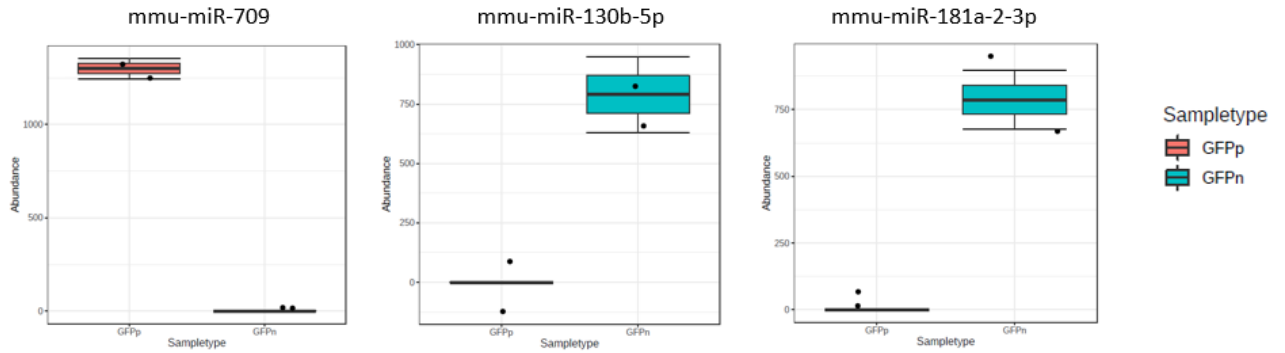 mmu-miR-709
mmu-miR-130b-5p
mmu-miR-181a-2-3p
Abundance
1000
500
0
GFPp
GFPn
Sampletype
Abundance
1000
750
500
250
0
GFPp
GFPn
Sampletype
Abundance
750
500
250
0
GFPp
GFPn
Sampletype
Sampletype
GFPp
GFPn